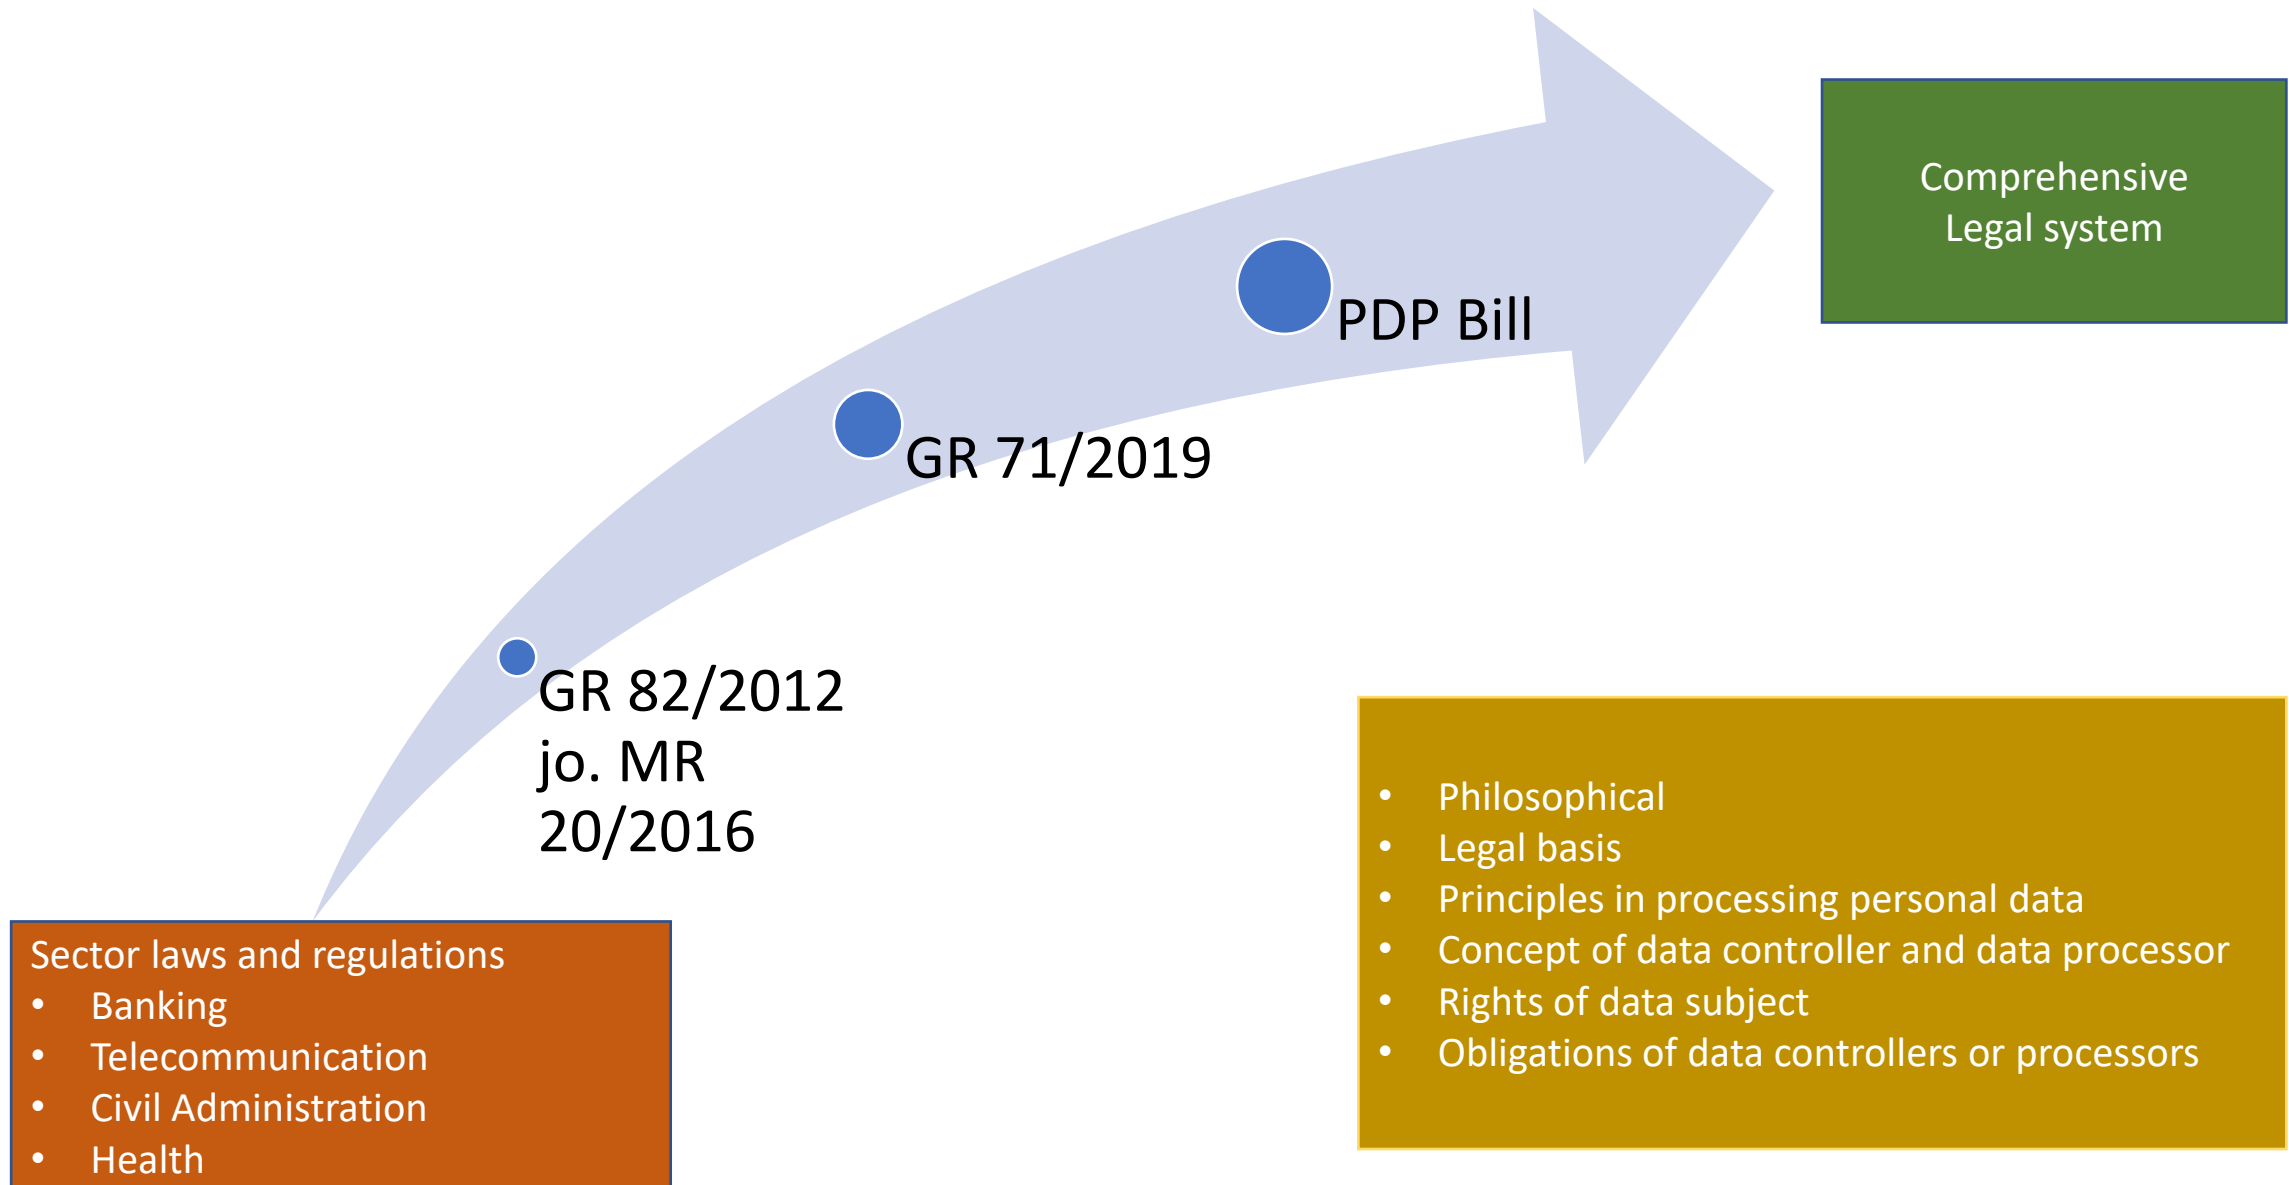 Comprehensive
Legal system
PDP Bill
GR 71/2019
GR 82/2012
jo. MR
20/2016
Sector laws and regulations
• Banking
• Telecommunication
• Civil Administration
• Health
• Philosophical
• Legal basis
• Principles in processing personal data
• Concept of data controller and data processor
• Rights of data subject
• Obligations of data controllers or processors